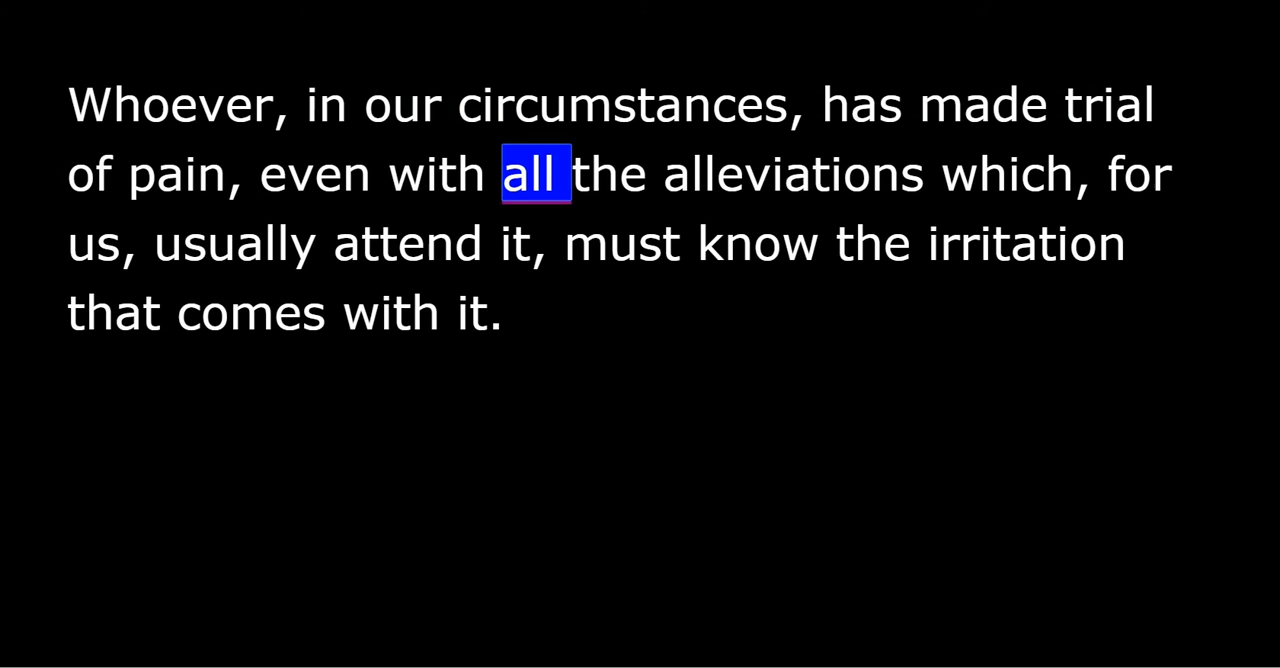 Whoever, in our circumstances, has made trial
of pain, even with all the alleviations which, for
us, usually attend it, must know the irritation
that comes with it.